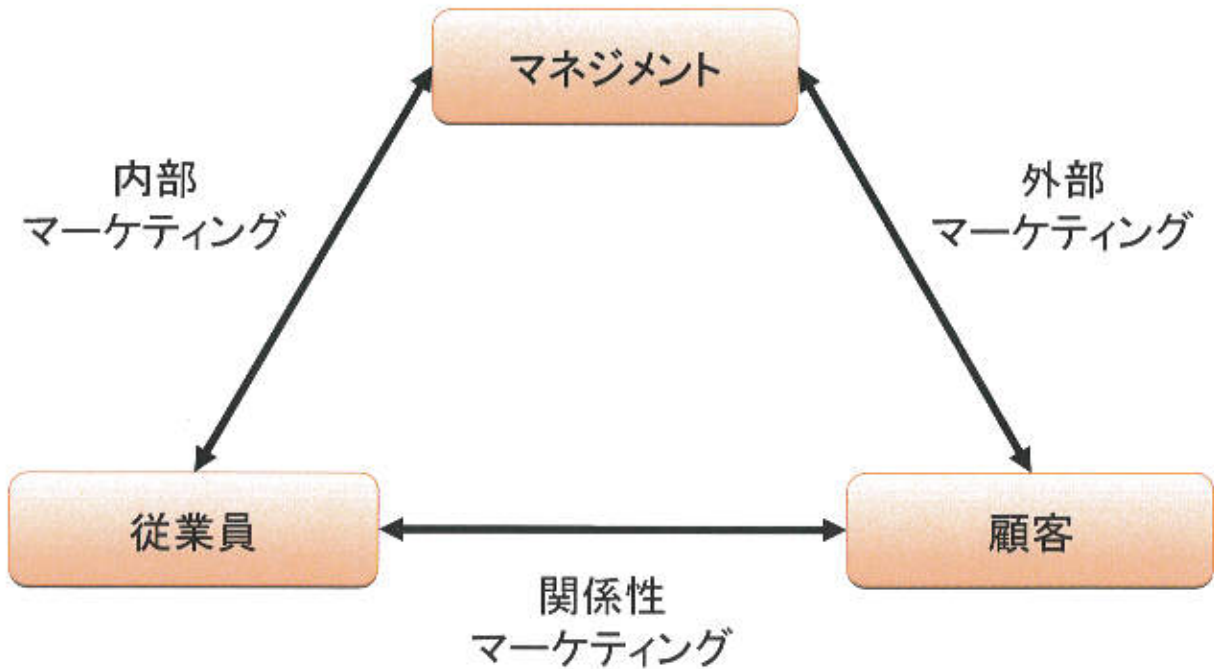 マネジメント
内部
マーケティング
外部
マーケティング
従業員
顧客
関係性
マーケティング